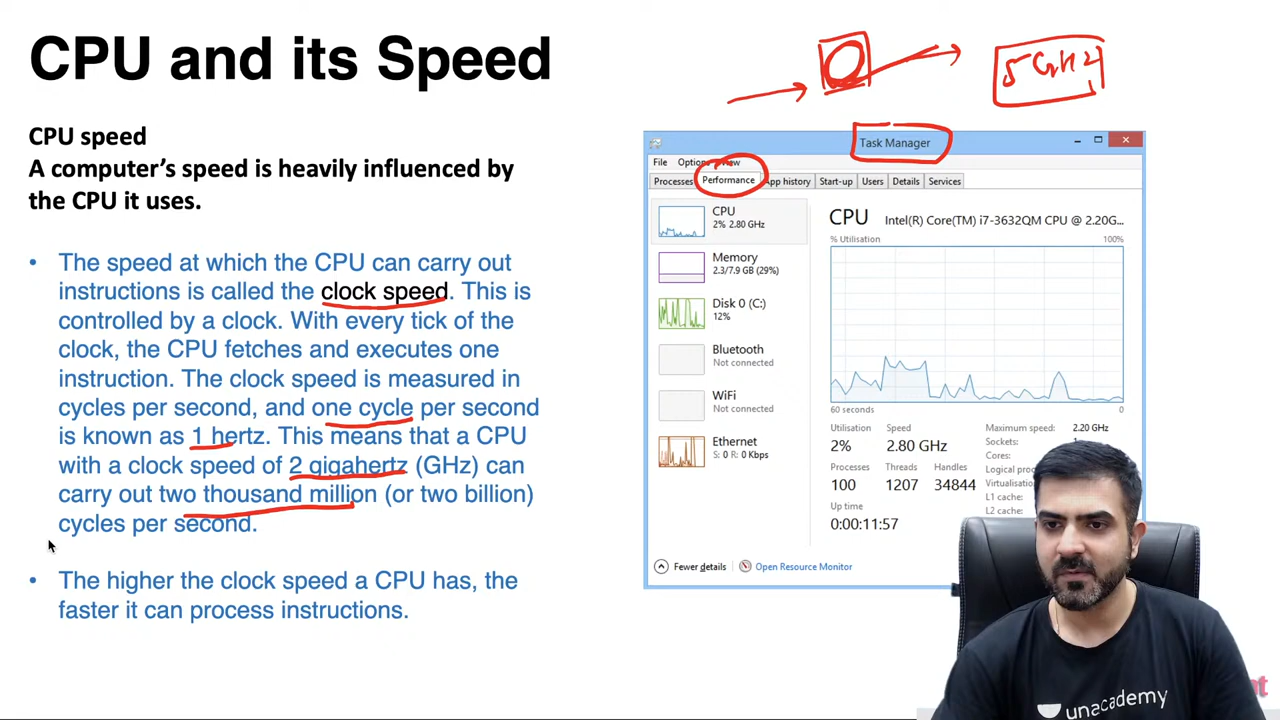 CPU and its Speed
5 GHz
CPU speed
A computer's speed is heavily influenced by
the CPU it uses.
• The speed at which the CPU can carry out
instructions is called the clock speed. This is
controlled by a clock. With every tick of the
clock, the CPU fetches and executes one
instruction. The clock speed is measured in
cycles per second, and one cycle per second
is known as 1 hertz. This means that a CPU
with a clock speed of 2 gigahertz (GHz) can
carry out two thousand million (or two billion)
cycles per second.
• The higher the clock speed a CPU has, the
faster it can process instructions.
Task Manager
File Options View
Processes Performance App history Start-up Users Details Services
CPU
2% 2.80 GHz
Memory
2.3/7.9 GB (29%)
Disk 0 (C:)
12%
Bluetooth
Not connected
WiFi
Not connected
Ethernet
S: 0 R: 0 Kbps
CPU Intel(R) Core(TM) i7-3632QM CPU @ 2.20G...
% Utilisation 100%
60 seconds 0
Utilisation Speed
2% 2.80 GHz
Processes Threads Handles
100 1207 34844
Up time
0:00:11:57
Maximum speed: 2.20 GHz
Sockets:
Cores:
Logical
Virtualisation
L1 cache:
L2 cache:
Fewer details Open Resource Monitor
unacademy